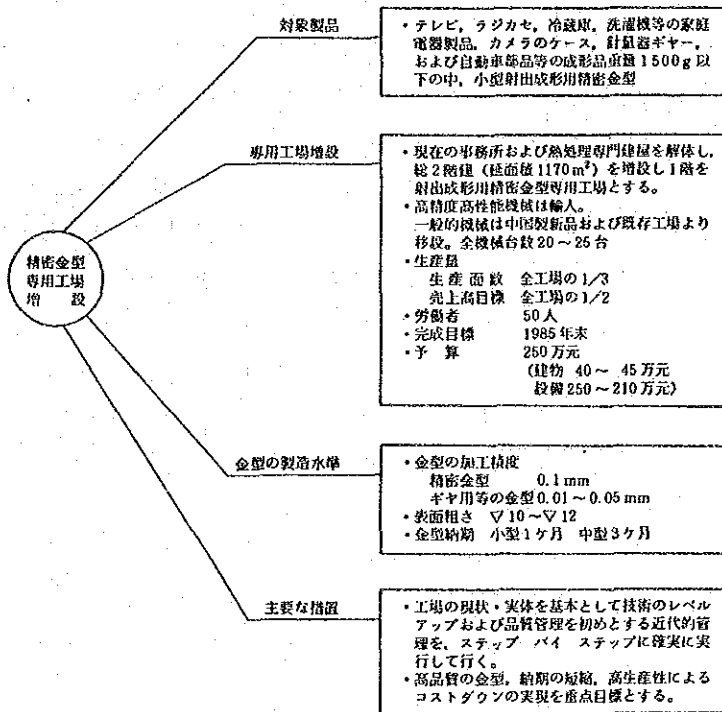 対象製品
・テレビ，ラジカセ，冷蔵庫，洗濯機等の家庭
電器製品，カメラのケース，計量器ギヤー，
および自動車部品等の成形品重量1500g以
下の中，小型射出成形用精密金型
専用工場増設
・現在の事務所および熱処理専門建屋を解体し，
総2階建（延面積1170m²）を増設し1階を
射出成形用精密金型専用工場とする。
・高精度高性能機械は輸入。
一般的機械は中国製新品および既存工場より
移設。全機械台数20～25台
・生産量
生産面数 全工場の1/3
売上高目標 全工場の1/2
・労働者 50人
・完成目標 1985年末
・予算 250万元
（建物 40～ 45万元
設備250～210万元）
精密金型
専用工場
増設
金型の製造水準
・金型の加工精度
精密金型 0.1mm
ギヤ用等の金型0.01～0.05mm
・表面粗さ ▽10～▽12
・金型納期 小型1ケ月 中型3ケ月
主要な措置
・工場の現状・実体を基本として技術のレベル
アップおよび品質管理を初めとする近代的管
理を，ステップ バイ ステップに確実に実
行して行く。
・高品質の金型，納期の短縮，高生産性による
コストダウンの実現を重点目標とする。